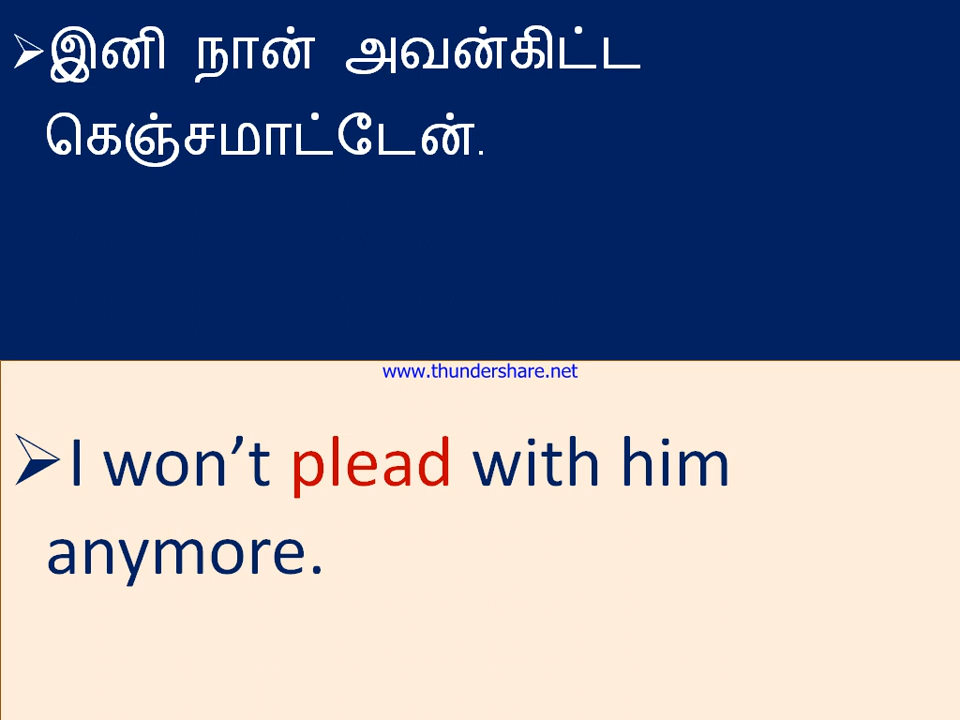 ➢இனி நான் அவன்கிட்ட
கெஞ்சமாட்டேன்.
www.thundershare.net
➢I won’t plead with him
anymore.